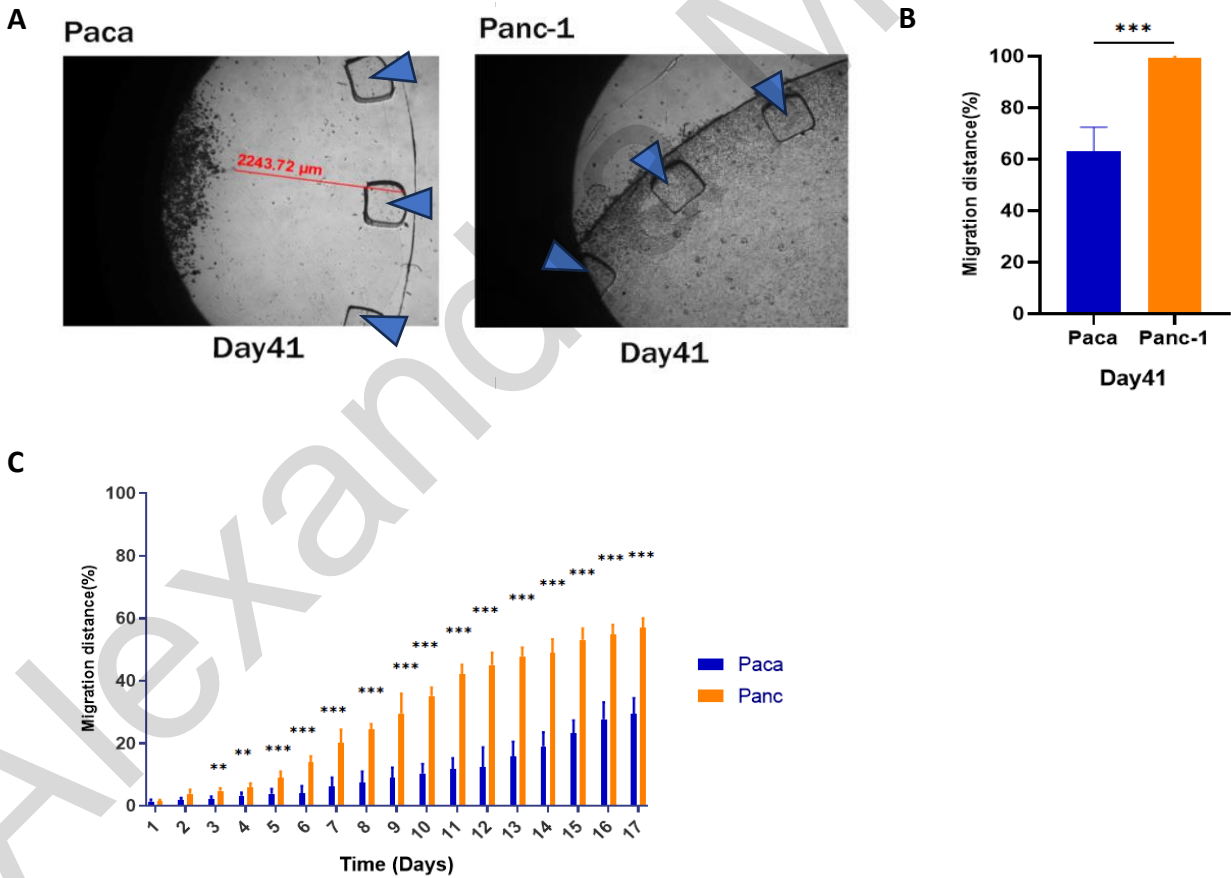 A
Paca
Panc-1
2243.72 µm
Day41
Day41
B
***
Migration distance(%)
100
80
60
40
20
0
Paca Panc-1
Day41
C
Migration distance(%)
100
80
60
40
20
0
** ** *** *** *** *** *** *** *** *** *** *** *** *** ***
1 2 3 4 5 6 7 8 9 10 11 12 13 14 15 16 17
Time (Days)
Paca
Panc
Alexand